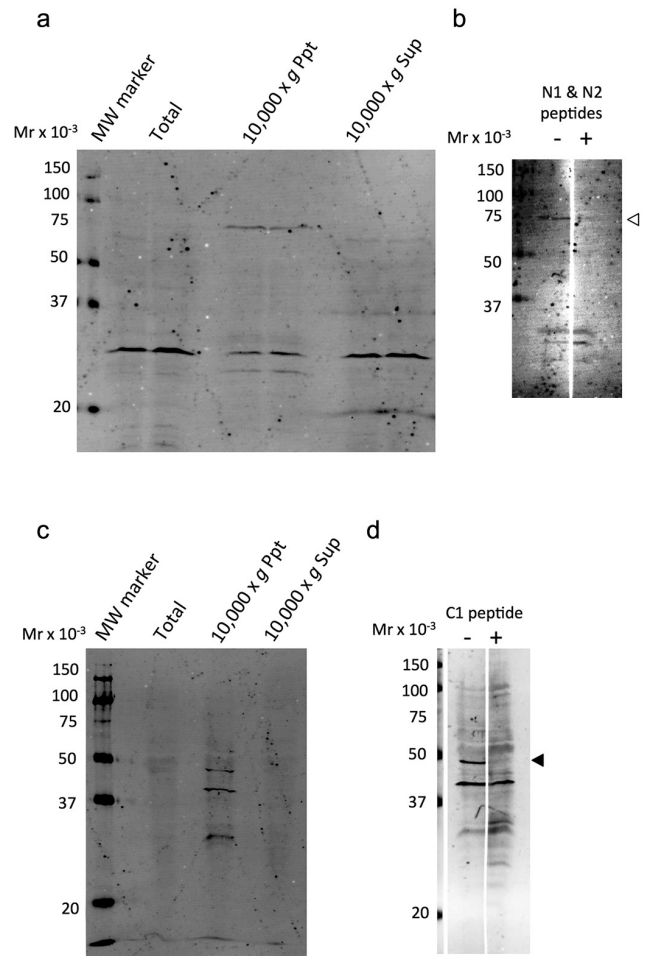 a
MW marker
Total
10,000 x g Ppt
10,000 x g Sup
Mr x 10-3
150
100
75
50
37
20
b
N1 & N2
peptides
Mr x 10-3
- +
150
100
75
50
37
c
MW marker
Total
10,000 x g Ppt
10,000 x g Sup
Mr x 10-3
150
100
75
50
37
20
d
C1 peptide
Mr x 10-3
- +
150
100
75
50
37
20